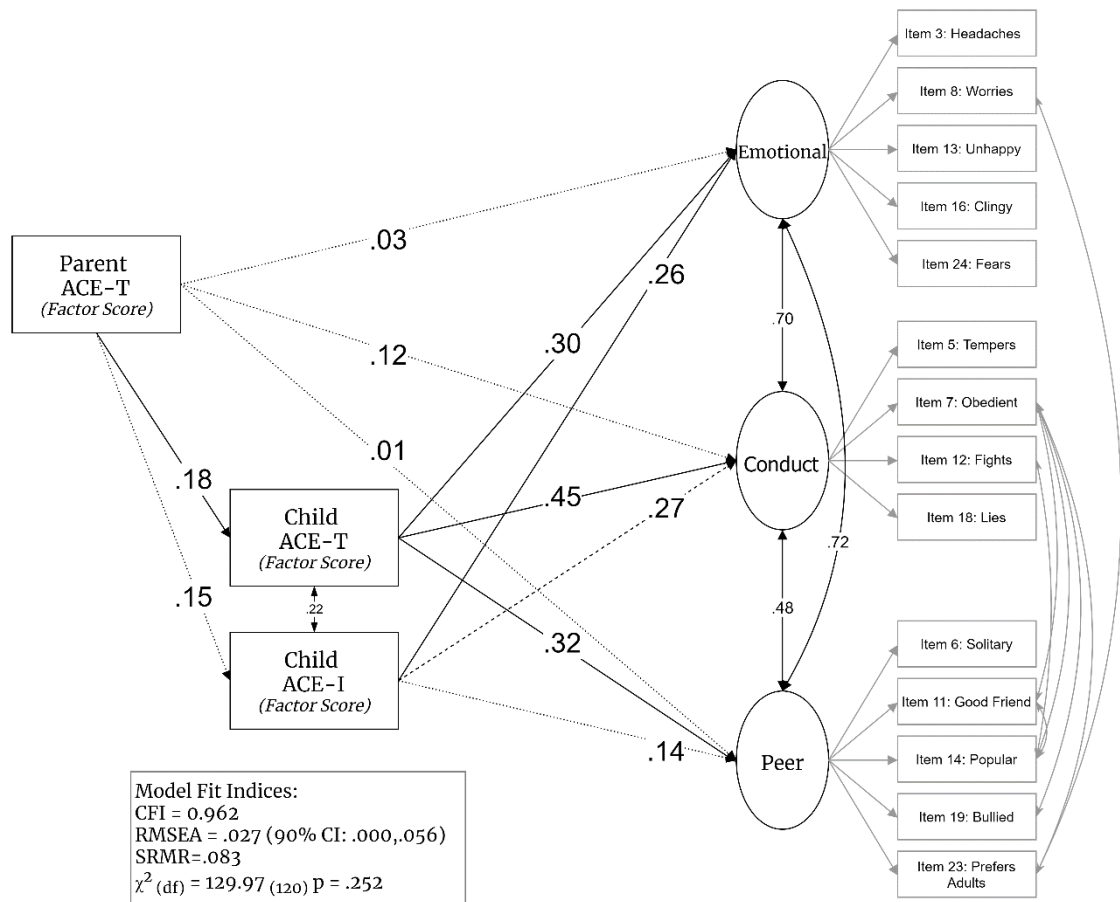 Item 3: Headaches
Item 8: Worries
Item 13: Unhappy
Item 16: Clingy
Item 24: Fears
Emotional
Parent
ACE-T
(Factor Score)
.03
.26
.30
.12
.01
.70
.72
Item 5: Tempers
Item 7: Obedient
Item 12: Fights
Item 18: Lies
Conduct
.18
.15
Child
ACE-T
(Factor Score)
.22
Child
ACE-I
(Factor Score)
.45
.27
.32
.14
.48
Item 6: Solitary
Item 11: Good Friend
Item 14: Popular
Item 19: Bullied
Item 23: Prefers
Adults
Peer
Model Fit Indices:
CFI = 0.962
RMSEA = .027 (90% CI: .000,.056)
SRMR=.083
χ² (df) = 129.97 (120) p = .252